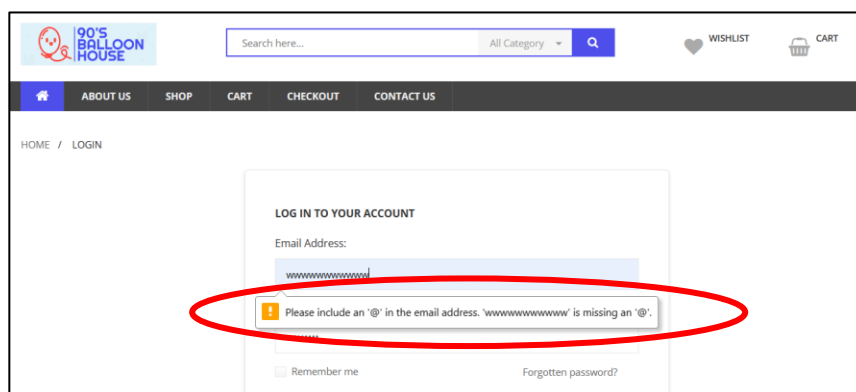 90'S
BALLOON
HOUSE
Search here...
All Category
WISHLIST
CART
ABOUT US
SHOP
CART
CHECKOUT
CONTACT US
HOME / LOGIN
LOG IN TO YOUR ACCOUNT
Email Address:
wwwwwwwwwwww
Please include an '@' in the email address. 'wwwwwwwwwwww' is missing an '@'.
Remember me
Forgotten password?